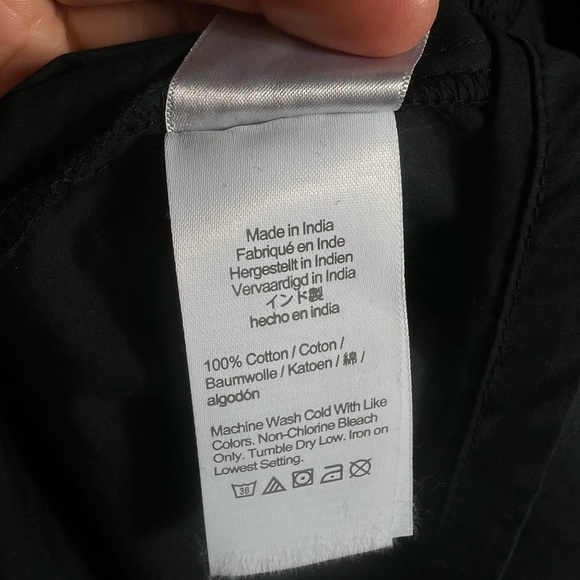 Made in India
Fabriqué en Inde
Hergestellt in Indien
Vervaardigd in India
インド製
hecho en india
100% Cotton / Coton /
Baumwolle / Katoen / 綿 /
algodón
Machine Wash Cold With Like
Colors. Non-Chlorine Bleach
Only. Tumble Dry Low. Iron on
Lowest Setting.
30